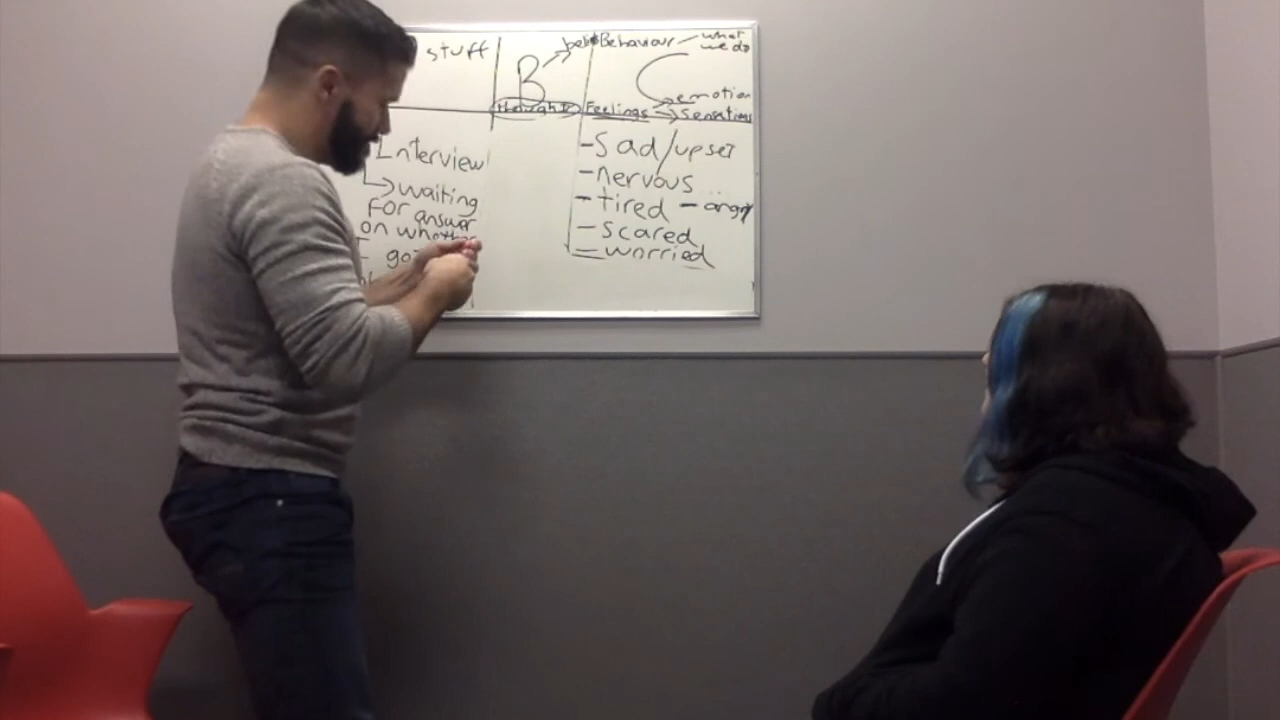 stuff
B
Behaviour - what
we do
C
emotion
thoughts
Feelings
sensations
Interview
waiting
for answer
on whether
I got
- Sad/upset
- nervous
- tired - angry
- scared
- worried